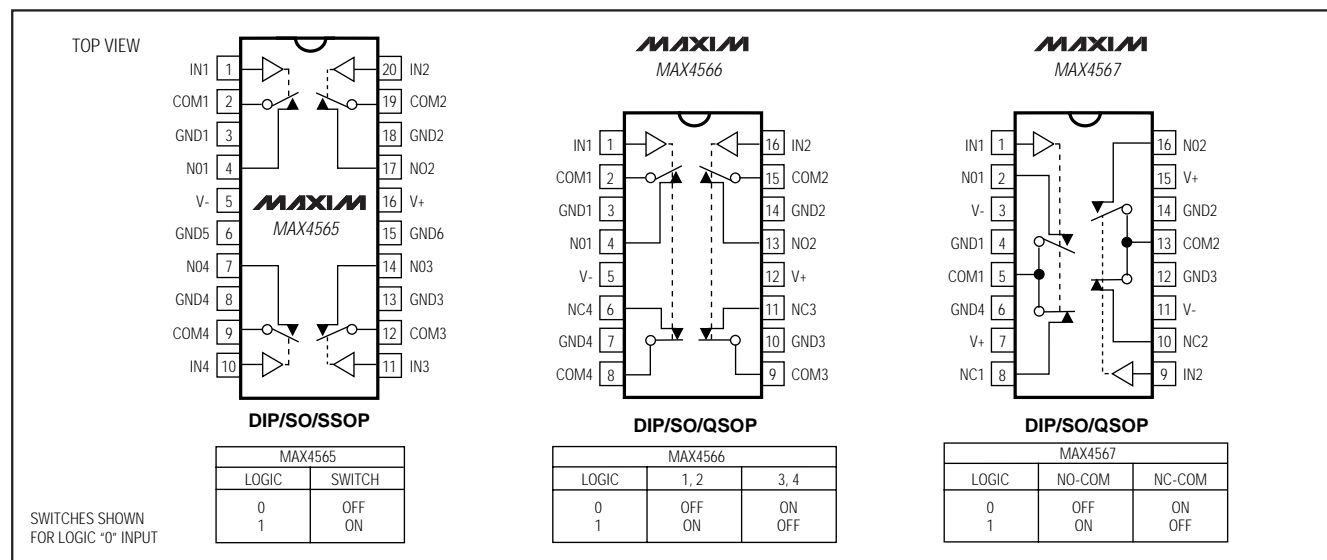 TOP VIEW
MAXIM
MAX4566
MAXIM
MAX4567
IN1 1 20 IN2
COM1 2 19 COM2
GND1 3 18 GND2
N01 4 17 NO2
V- 5 16 V+
MAXIM
MAX4565
GND5 6 15 GND6
N04 7 14 N03
GND4 8 13 GND3
COM4 9 12 COM3
IN4 10 11 IN3
DIP/SO/SSOP
IN1 1 16 IN2
COM1 2 15 COM2
GND1 3 14 GND2
N01 4 13 NO2
V- 5 12 V+
NC4 6 11 NC3
GND4 7 10 GND3
COM4 8 9 COM3
DIP/SO/QSOP
IN1 1 16 N02
N01 2 15 V+
V- 3 14 GND2
GND1 4 13 COM2
COM1 5 12 GND3
GND4 6 11 V-
V+ 7 10 NC2
NC1 8 9 IN2
DIP/SO/QSOP
MAX4565
LOGIC SWITCH
0 OFF
1 ON
MAX4566
LOGIC 1, 2 3, 4
0 OFF ON
1 ON OFF
MAX4567
LOGIC NO-COM NC-COM
0 OFF ON
1 ON OFF
SWITCHES SHOWN
FOR LOGIC "0" INPUT